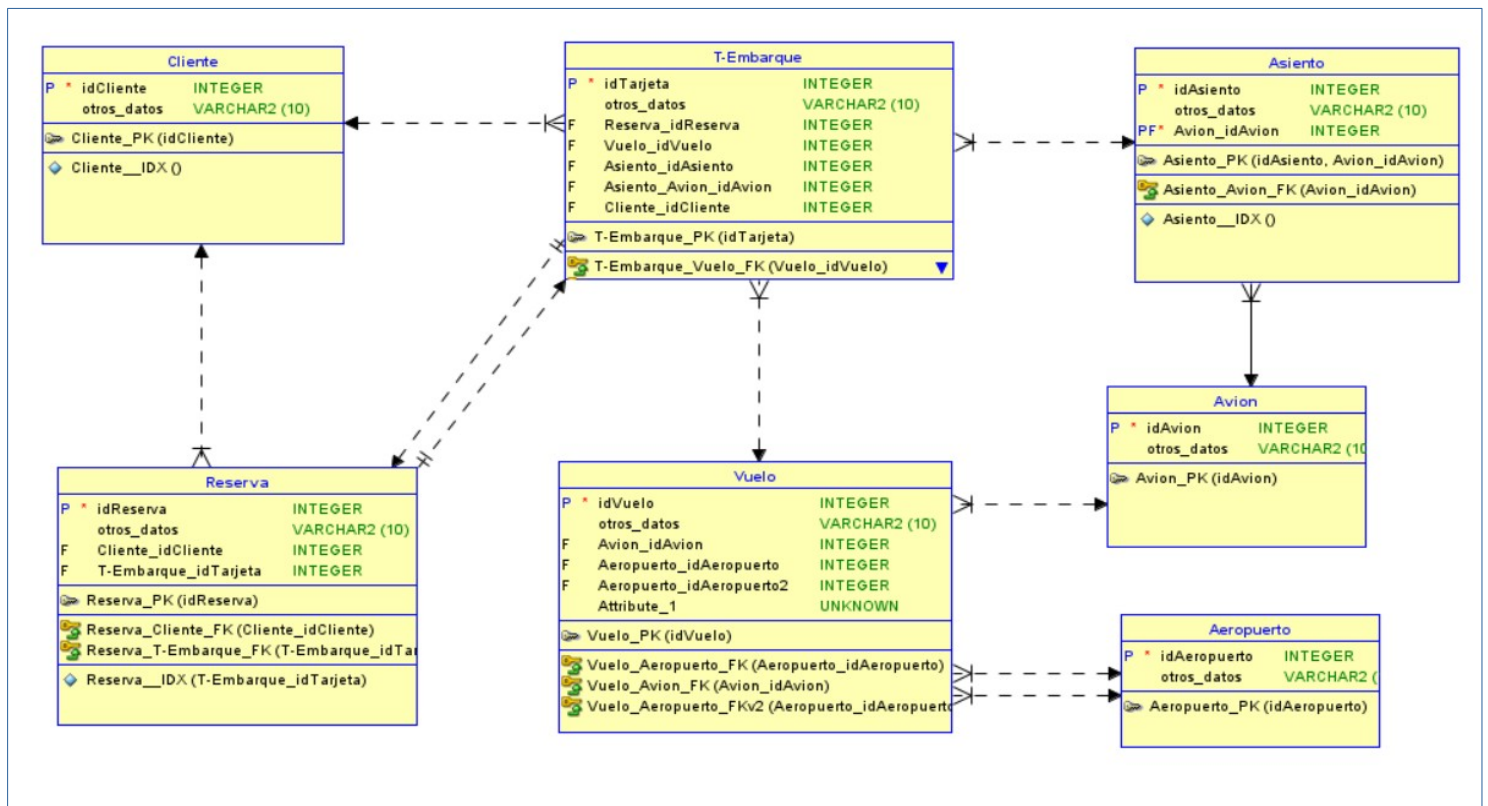 Cliente
P * idCliente INTEGER
otros_datos VARCHAR2 (10)
Cliente_PK (idCliente)
Cliente__IDX ()
T-Embarque
P * idTarjeta INTEGER
otros_datos VARCHAR2 (10)
F Reserva_idReserva INTEGER
F Vuelo_idVuelo INTEGER
F Asiento_idAsiento INTEGER
F Asiento_Avion_idAvion INTEGER
F Cliente_idCliente INTEGER
T-Embarque_PK (idTarjeta)
T-Embarque_Vuelo_FK (Vuelo_idVuelo)
Asiento
P * idAsiento INTEGER
otros_datos VARCHAR2 (10)
PF* Avion_idAvion INTEGER
Asiento_PK (idAsiento, Avion_idAvion)
Asiento_Avion_FK (Avion_idAvion)
Asiento__IDX ()
Avion
P * idAvion INTEGER
otros_datos VARCHAR2 (10
Avion_PK (idAvion)
Reserva
P * idReserva INTEGER
otros_datos VARCHAR2 (10)
F Cliente_idCliente INTEGER
F T-Embarque_idTarjeta INTEGER
Reserva_PK (idReserva)
Reserva_Cliente_FK (Cliente_idCliente)
Reserva_T-Embarque_FK (T-Embarque_idTar
Reserva__IDX (T-Embarque_idTarjeta)
Vuelo
P * idVuelo INTEGER
otros_datos VARCHAR2 (10)
F Avion_idAvion INTEGER
F Aeropuerto_idAeropuerto INTEGER
F Aeropuerto_idAeropuerto2 INTEGER
Attribute_1 UNKNOWN
Vuelo_PK (idVuelo)
Vuelo_Aeropuerto_FK (Aeropuerto_idAeropuerto)
Vuelo_Avion_FK (Avion_idAvion)
Vuelo_Aeropuerto_FKv2 (Aeropuerto_idAeropuerto
Aeropuerto
P * idAeropuerto INTEGER
otros_datos VARCHAR2 (
Aeropuerto_PK (idAeropuerto)